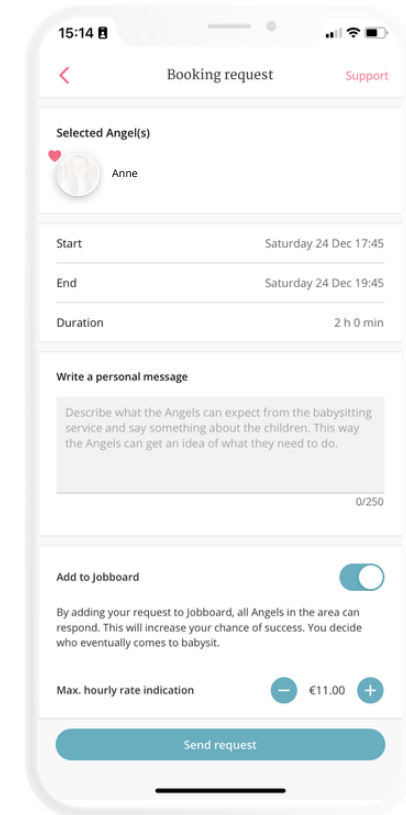 15:14
Booking request Support
Selected Angel(s)
Anne
Start Saturday 24 Dec 17:45
End Saturday 24 Dec 19:45
Duration 2 h 0 min
Write a personal message
Describe what the Angels can expect from the babysitting
service and say something about the children. This way
the Angels can get an idea of what they need to do.
0/250
Add to Jobboard
By adding your request to Jobboard, all Angels in the area can
respond. This will increase your chance of success. You decide
who eventually comes to babysit.
Max. hourly rate indication €11.00
Send request